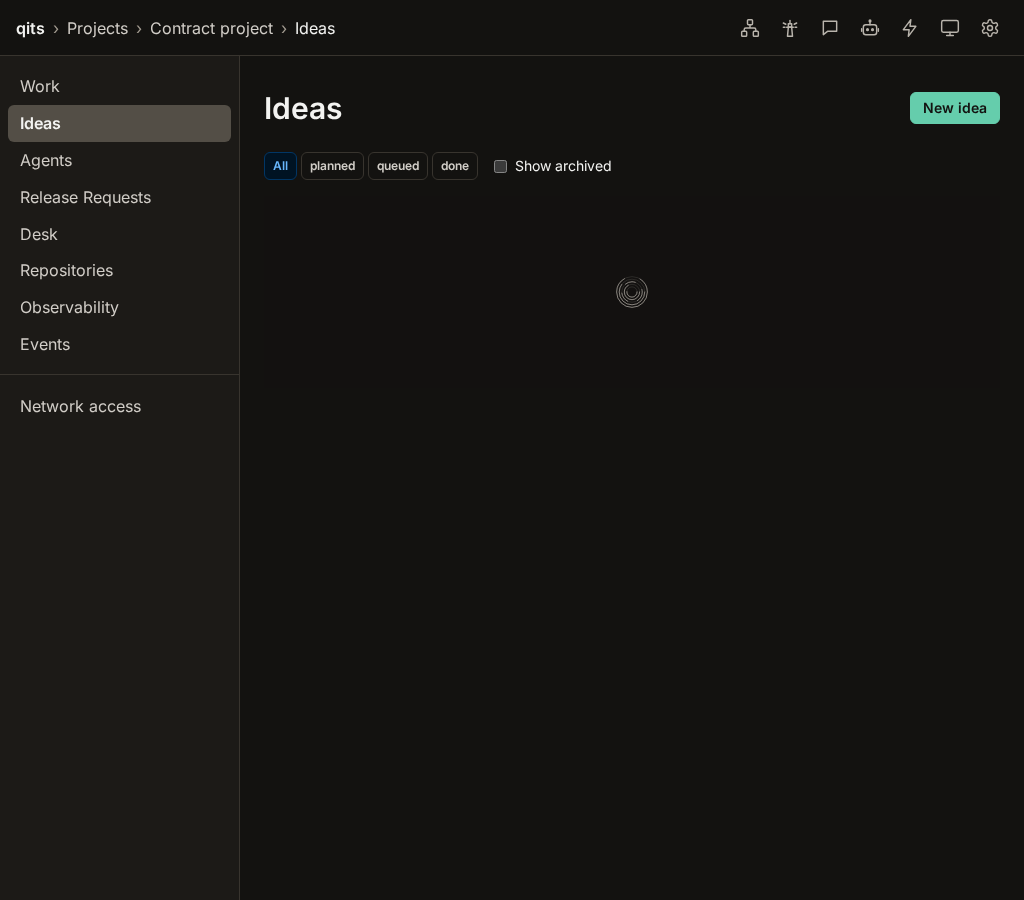 qits › Projects › Contract project › Ideas
Work
Ideas
Agents
Release Requests
Desk
Repositories
Observability
Events
Network access
Ideas
New idea
All planned queued done Show archived